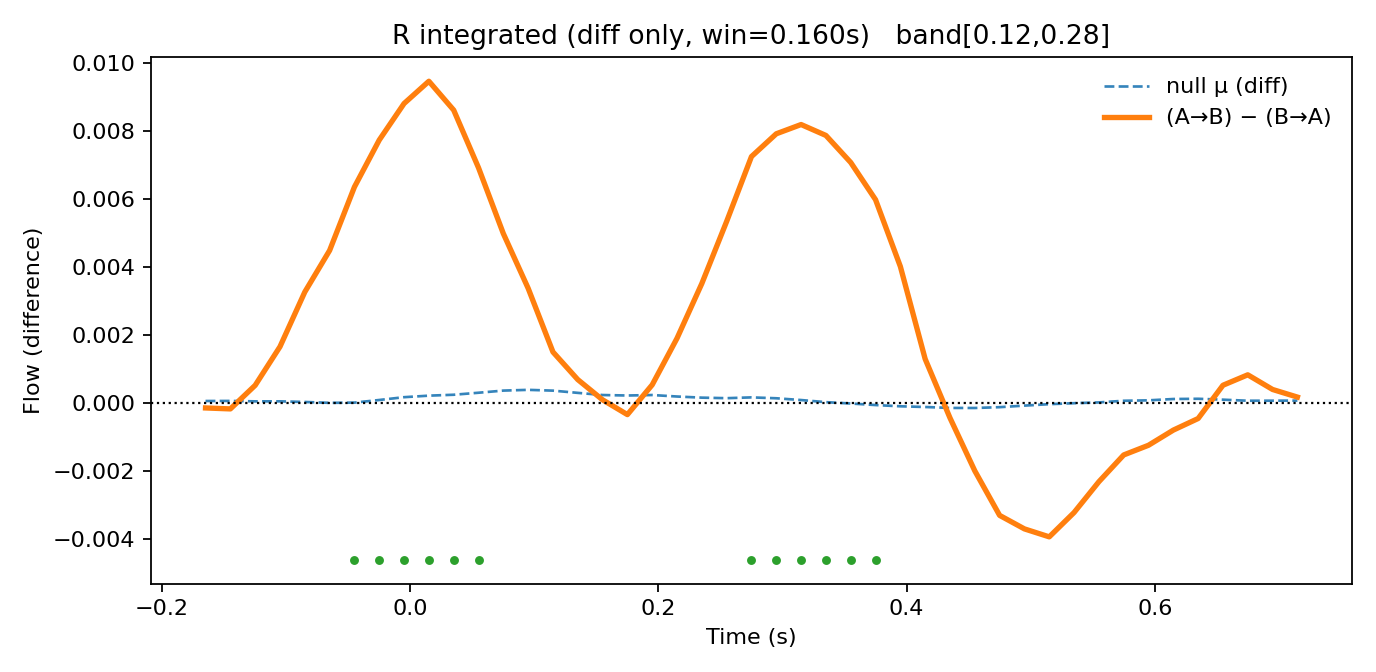 R integrated (diff only, win=0.160s)   band[0.12,0.28]
null μ (diff)
(A→B) − (B→A)
Flow (difference)
0.010
0.008
0.006
0.004
0.002
0.000
−0.002
−0.004
−0.2
0.0
0.2
0.4
0.6
Time (s)